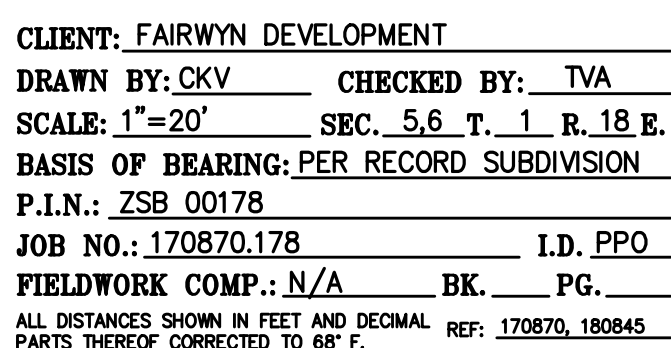 CLIENT: FAIRWYN DEVELOPMENT
DRAWN BY: CKV CHECKED BY: TVA
SCALE: 1"=20' SEC. 5,6 T. 1 R. 18 E.
BASIS OF BEARING: PER RECORD SUBDIVISION
P.I.N.: ZSB 00178
JOB NO.: 170870.178 I.D. PPO
FIELDWORK COMP.: N/A BK. PG.
ALL DISTANCES SHOWN IN FEET AND DECIMAL REF: 170870, 180845
PARTS THEREOF CORRECTED TO 68° F.